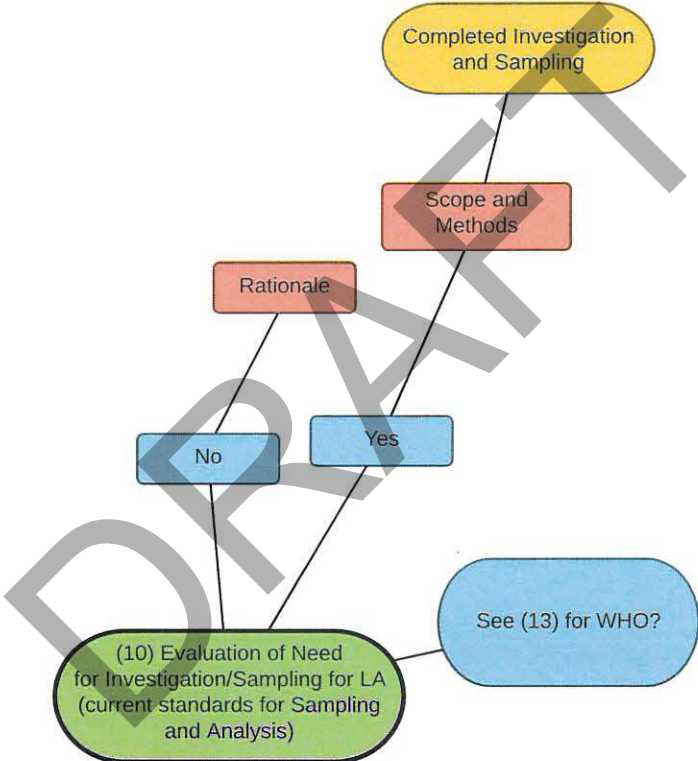 Completed Investigation
and Sampling
Scope and
Methods
Rationale
Yes
No
See (13) for WHO?
(10) Evaluation of Need
for Investigation/Sampling for LA
(current standards for Sampling
and Analysis)
DRAFT